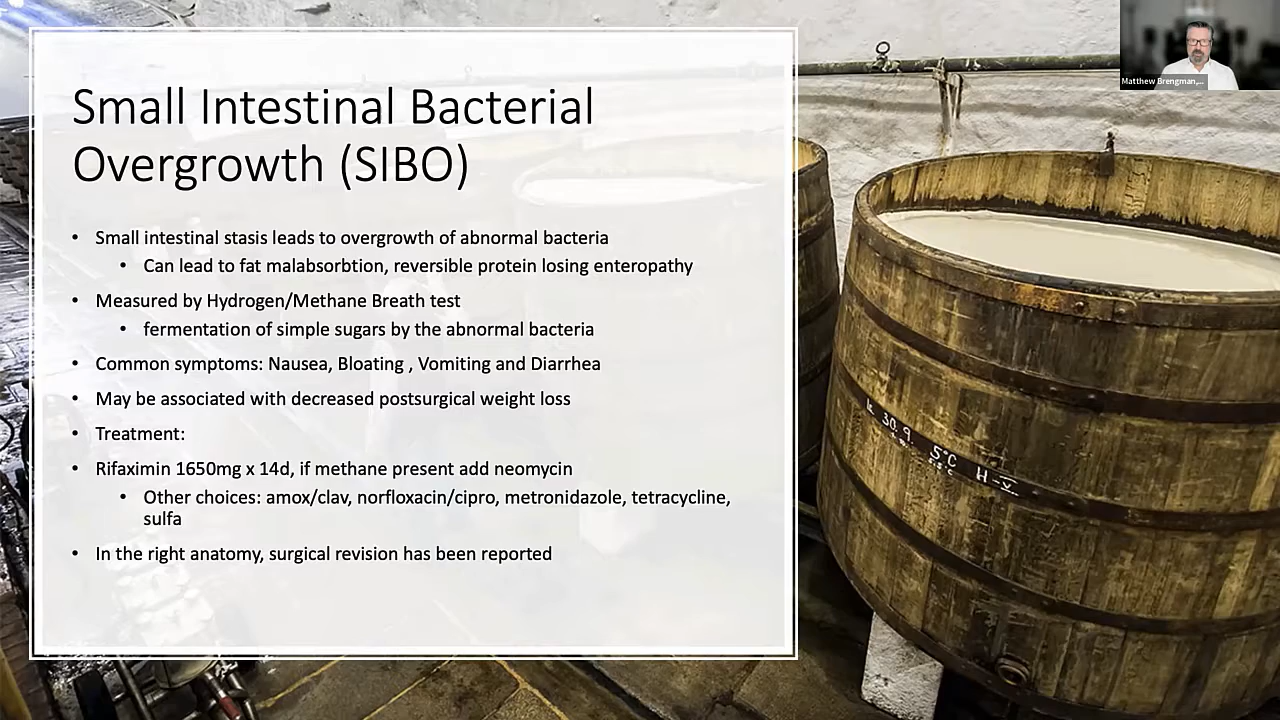 Matthew Brengman,...
Small Intestinal Bacterial
Overgrowth (SIBO)
• Small intestinal stasis leads to overgrowth of abnormal bacteria
• Can lead to fat malabsorbtion, reversible protein losing enteropathy
• Measured by Hydrogen/Methane Breath test
• fermentation of simple sugars by the abnormal bacteria
• Common symptoms: Nausea, Bloating , Vomiting and Diarrhea
• May be associated with decreased postsurgical weight loss
• Treatment:
• Rifaximin 1650mg x 14d, if methane present add neomycin
• Other choices: amox/clav, norfloxacin/cipro, metronidazole, tetracycline,
sulfa
• In the right anatomy, surgical revision has been reported
30.9. 5°C H-V